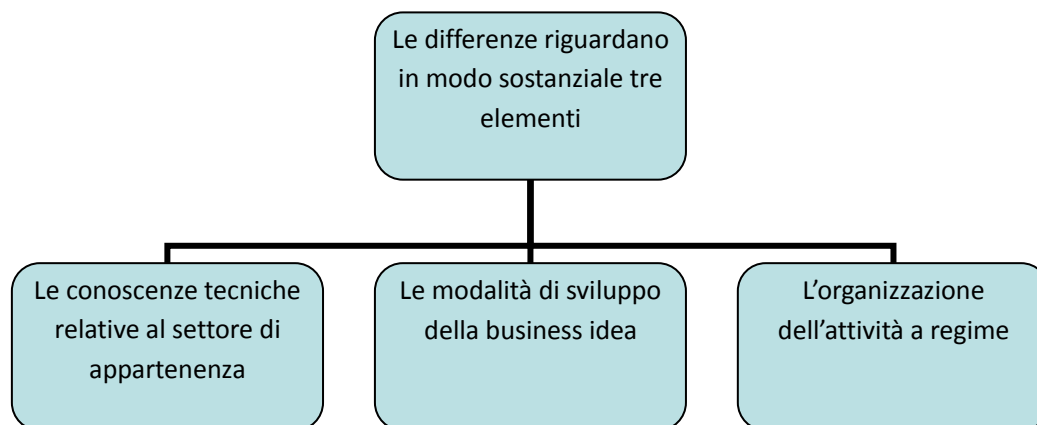 Le differenze riguardano
in modo sostanziale tre
elementi
Le conoscenze tecniche
relative al settore di
appartenenza
Le modalità di sviluppo
della business idea
L’organizzazione
dell’attività a regime